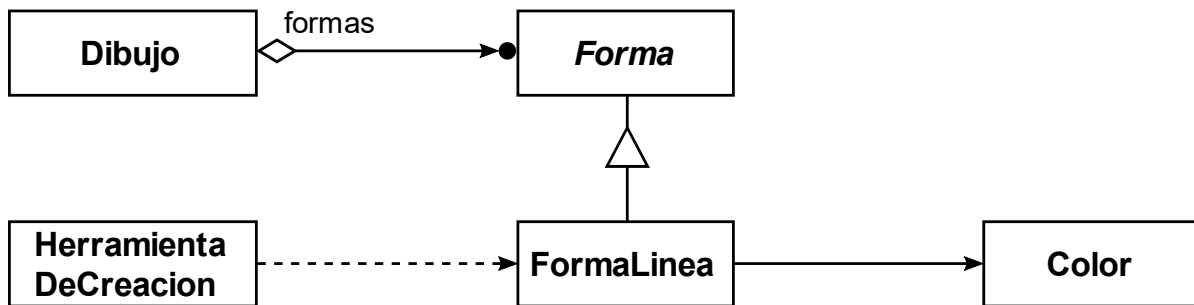 formas
Dibujo
Forma
Herramienta
DeCreacion
FormaLinea
Color